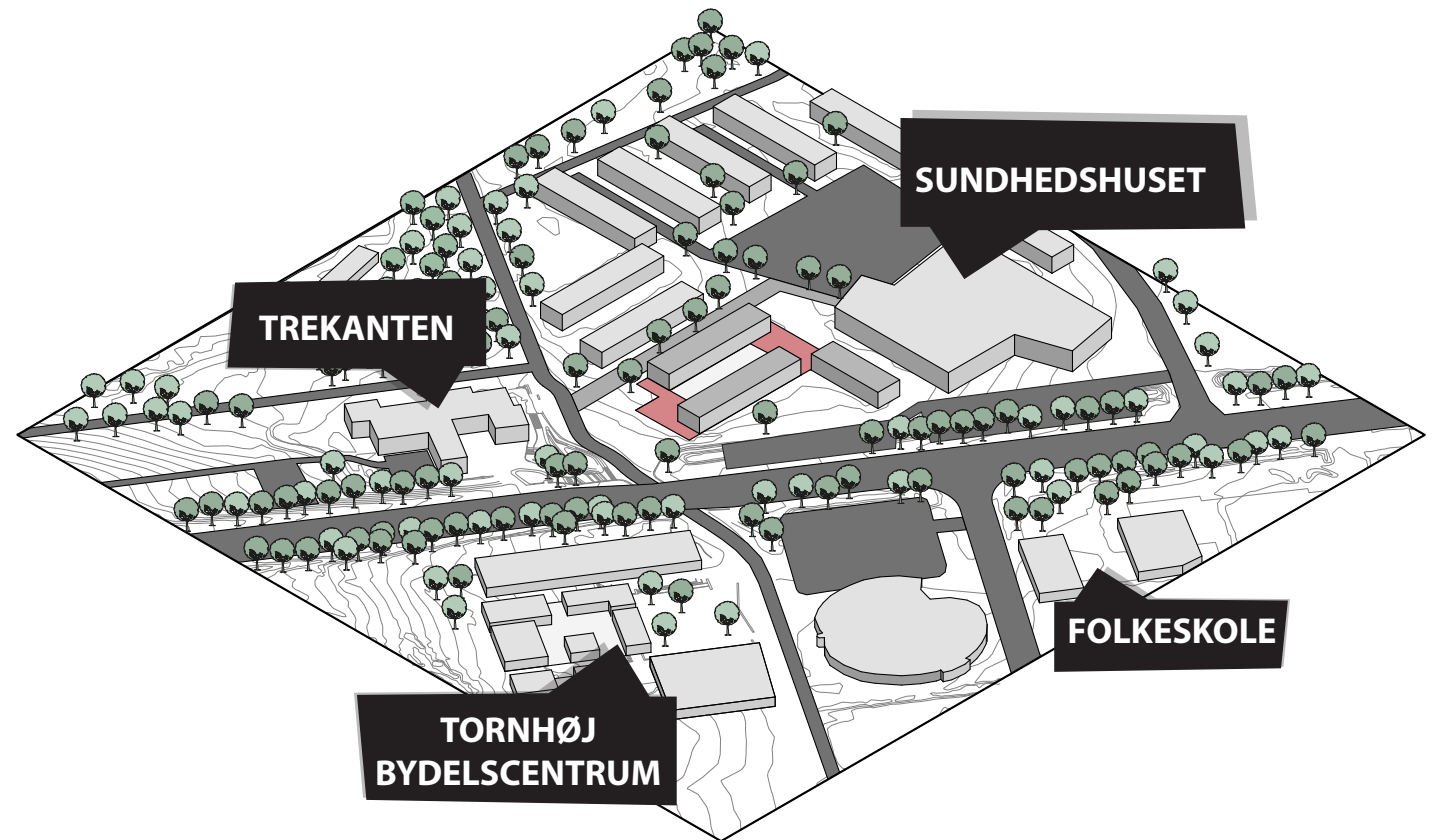 SUNDHEDSHUSET
TREKANTEN
FOLKESKOLE
TORNHØJ
BYDELSCENTRUM